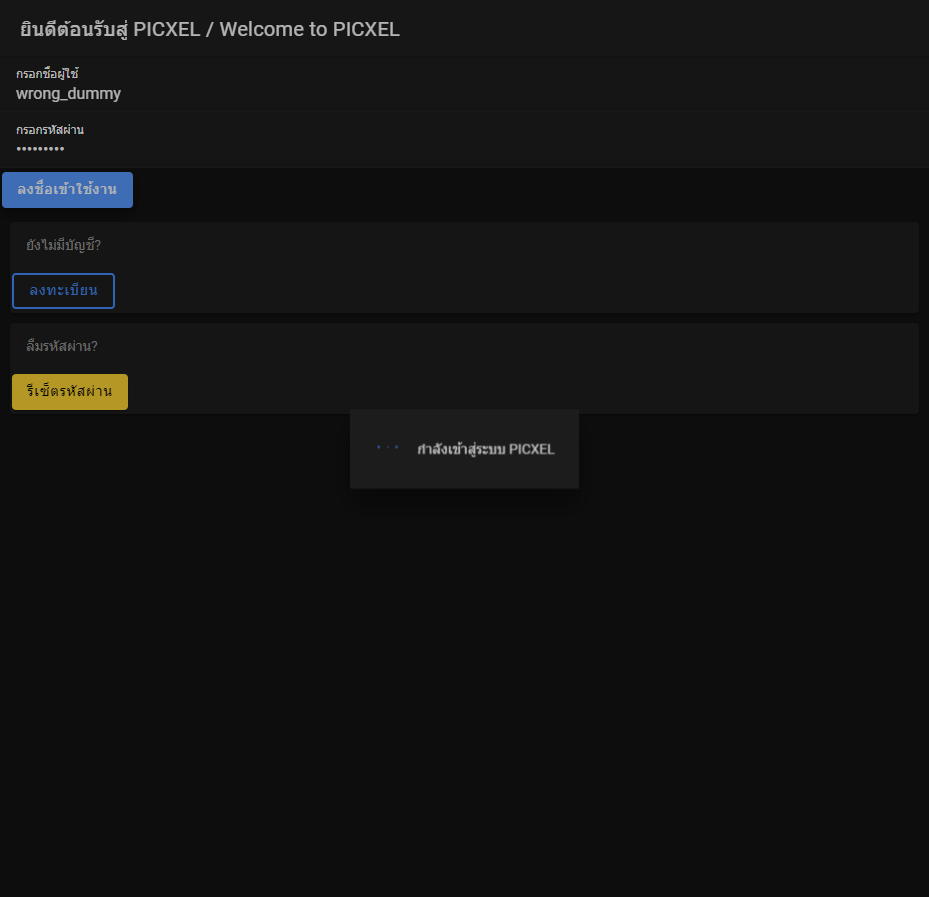 ยินดีต้อนรับสู่ PICXEL / Welcome to PICXEL
กรอกชื่อผู้ใช้
wrong_dummy
กรอกรหัสผ่าน
•••••••••
ลงชื่อเข้าใช้งาน
ยังไม่มีบัญชี?
ลงทะเบียน
ลืมรหัสผ่าน?
รีเซ็ตรหัสผ่าน
กำลังเข้าสู่ระบบ PICXEL